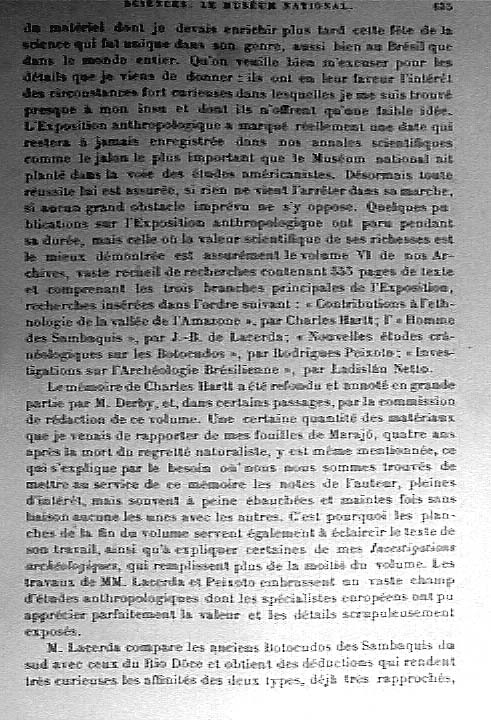 SCIENCES. LE MUSÉUM NATIONAL. 635
du matériel dont je devais enrichir plus tard cette fête de la
science qui fut unique dans son genre, aussi bien au Brésil que
dans le monde entier. Qu'on veuille bien m'excuser pour les
détails que je viens de donner : ils ont en leur faveur l'intérêt
des circonstances fort curieuses dans lesquelles je me suis trouvé
presque à mon insu et dont ils n'offrent qu'une faible idée.
L'Exposition anthropologique a marqué réellement une date qui
restera à jamais enregistrée dans nos annales scientifiques
comme le jalon le plus important que le Muséum national ait
planté dans la voie des études américanistes. Désormais toute
réussite lui est assurée, si rien ne vient l'arrêter dans sa marche,
si aucun grand obstacle imprévu ne s'y oppose. Quelques pu
blications sur l'Exposition anthropologique ont paru pendant
sa durée, mais celle où la valeur scientifique de ses richesses est
le mieux démontrée est assurément le volume VI de nos Ar-
chives, vaste recueil de recherches contenant 555 pages de texte
et comprenant les trois branches principales de l'Exposition,
recherches insérées dans l'ordre suivant : « Contributions à l'eth-
nologie de la vallée de l'Amazone », par Charles Hartt; l' « Homme
des Sambaquis », par J.-B. de Lacerda; « Nouvelles études crâ-
néologiques sur les Botocudos », par Rodrigues Peixoto; « Inves-
tigations sur l'Archéologie Brésilienne », par Ladislán Netto.
Le mémoire de Charles Hartt a été refondu et annoté en grande
partie par M. Derby, et, dans certains passages, par la commission
de rédaction de ce volume. Une certaine quantité des matériaux
que je venais de rapporter de mes fouilles de Marajó, quatre ans
après la mort du regretté naturaliste, y est même mentionnée, ce
qui s'explique par le besoin où nous nous sommes trouvés de
mettre au service de ce mémoire les notes de l'auteur, pleines
d'intérêt, mais souvent à peine ébauchées et maintes fois sans
liaison aucune les unes avec les autres. C'est pourquoi les plan-
ches de la fin du volume servent également à éclaircir le texte de
son travail, ainsi qu'à expliquer certaines de mes Investigations
archéologiques, qui remplissent plus de la moitié du volume. Les
travaux de MM. Lacerda et Peixoto embrassent un vaste champ
d'études anthropologiques dont les spécialistes européens ont pu
apprécier parfaitement la valeur et les détails scrupuleusement
exposés.
M. Lacerda compare les anciens Botocudos des Sambaquis du
sud avec ceux du Rio Dôce et obtient des déductions qui rendent
très curieuses les affinités des deux types, déjà très rapprochés,